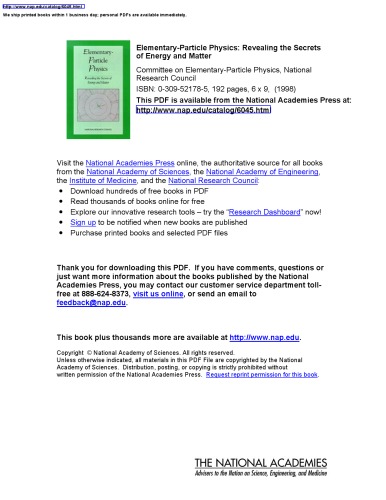 http://www.nap.edu/catalog/6045.html
We ship printed books within 1 business day; personal PDFs are available immediately.
Elementary-
Particle
Physics
Revealing the Secrets of
Energy and Matter
Elementary-Particle Physics: Revealing the Secrets
of Energy and Matter
Committee on Elementary-Particle Physics, National
Research Council
ISBN: 0-309-52178-5, 192 pages, 6 x 9, (1998)
This PDF is available from the National Academies Press at:
http://www.nap.edu/catalog/6045.html
Visit the National Academies Press online, the authoritative source for all books
from the National Academy of Sciences, the National Academy of Engineering,
the Institute of Medicine, and the National Research Council:
• Download hundreds of free books in PDF
• Read thousands of books online for free
• Explore our innovative research tools – try the “Research Dashboard” now!
• Sign up to be notified when new books are published
• Purchase printed books and selected PDF files
Thank you for downloading this PDF. If you have comments, questions or
just want more information about the books published by the National
Academies Press, you may contact our customer service department toll-
free at 888-624-8373, visit us online, or send an email to
feedback@nap.edu.
This book plus thousands more are available at http://www.nap.edu.
Copyright © National Academy of Sciences. All rights reserved.
Unless otherwise indicated, all materials in this PDF File are copyrighted by the National
Academy of Sciences. Distribution, posting, or copying is strictly prohibited without
written permission of the National Academies Press. Request reprint permission for this book.
THE NATIONAL ACADEMIES
Advisers to the Nation on Science, Engineering, and Medicine